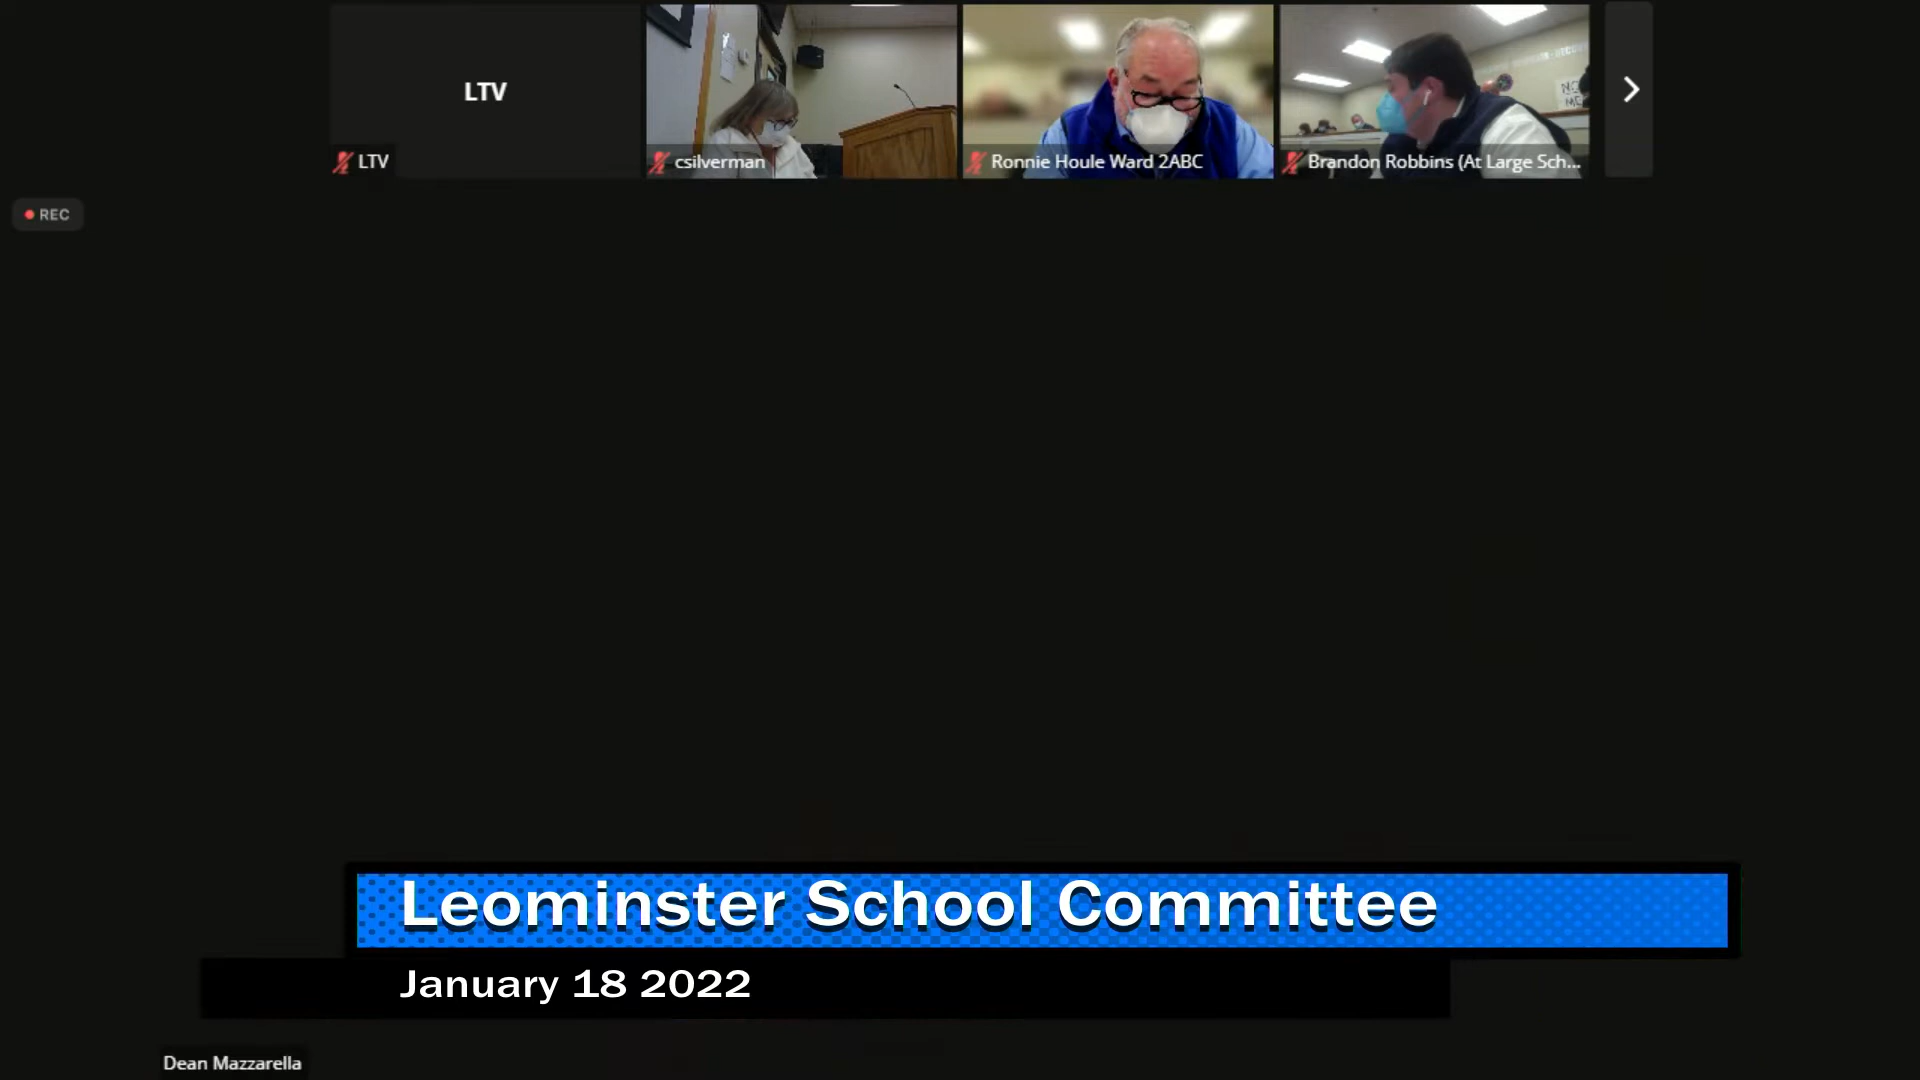 LTV
LTV
csilverman
Ronnie Houle Ward 2ABC
Brandon Robbins (At Large Sch...
REC
Leominster School Committee
January 18 2022
Dean Mazzarella